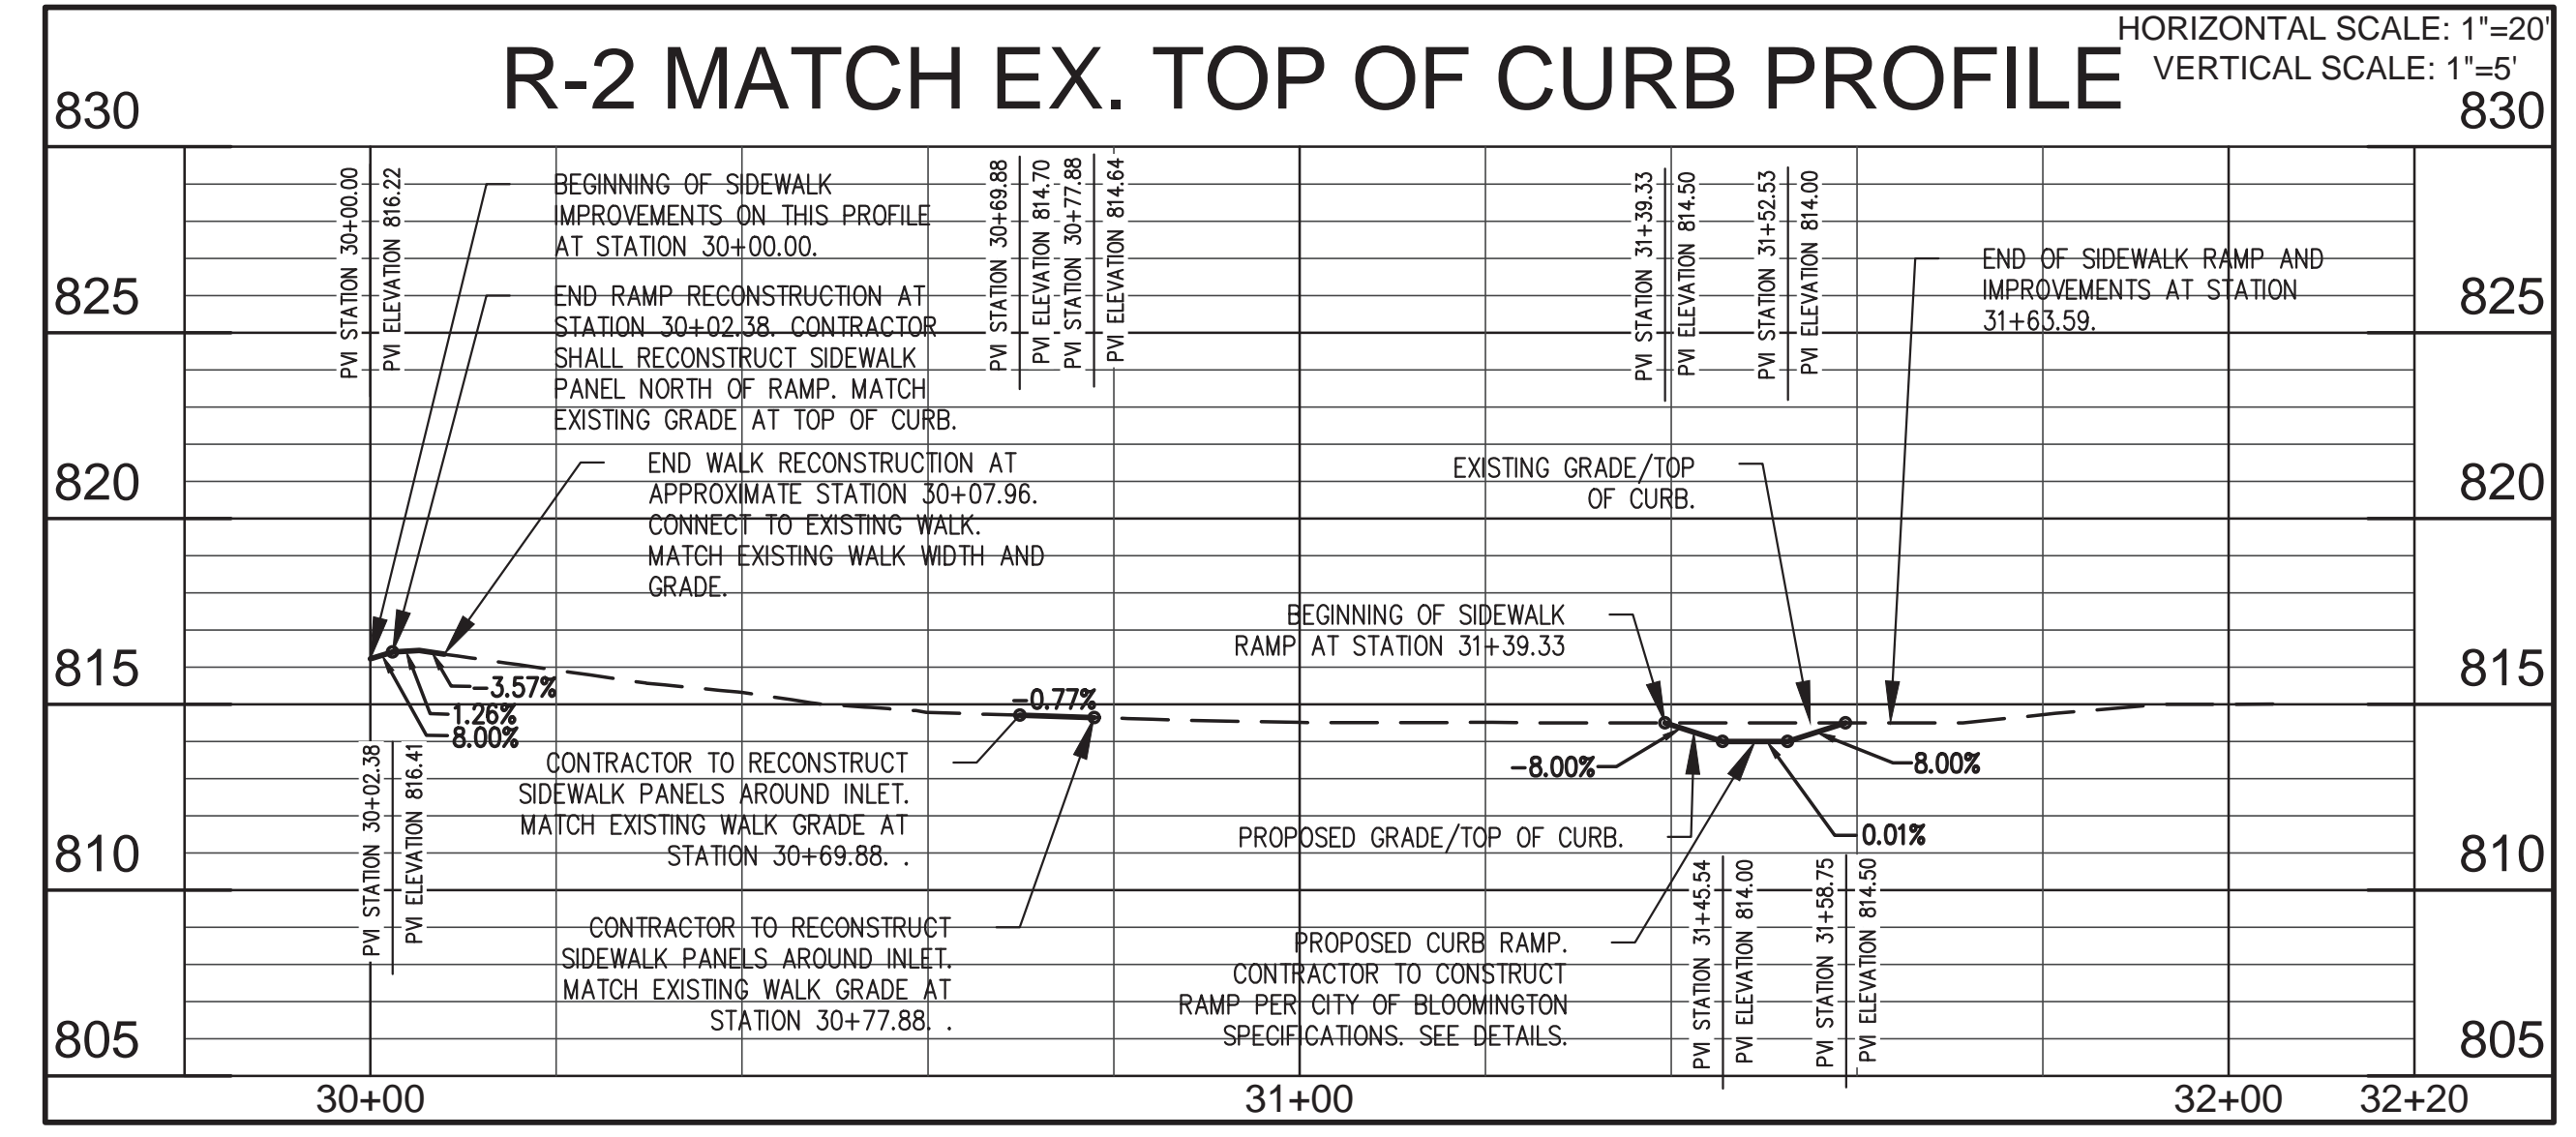 HORIZONTAL SCALE: 1"=20'
R-2 MATCH EX. TOP OF CURB PROFILE
VERTICAL SCALE: 1"=5'
830
830
PVI STATION 30+00.00
PVI ELEVATION 816.22
BEGINNING OF SIDEWALK
IMPROVEMENTS ON THIS PROFILE
AT STATION 30+00.00.
END RAMP RECONSTRUCTION AT
STATION 30+02.38. CONTRACTOR
SHALL RECONSTRUCT SIDEWALK
PANEL NORTH OF RAMP. MATCH
EXISTING GRADE AT TOP OF CURB.
END WALK RECONSTRUCTION AT
APPROXIMATE STATION 30+07.96.
CONNECT TO EXISTING WALK.
MATCH EXISTING WALK WIDTH AND
GRADE.
PVI STATION 30+69.88
PVI ELEVATION 814.70
PVI STATION 30+77.88
PVI ELEVATION 814.64
PVI STATION 31+39.33
PVI ELEVATION 814.50
PVI STATION 31+52.53
PVI ELEVATION 814.00
END OF SIDEWALK RAMP AND
IMPROVEMENTS AT STATION
31+63.59.
825
825
EXISTING GRADE/TOP
OF CURB.
820
820
BEGINNING OF SIDEWALK
RAMP AT STATION 31+39.33
815
815
-3.57%
1.26%
8.00%
-0.77%
-8.00%
8.00%
0.01%
PVI STATION 30+02.38
PVI ELEVATION 816.41
CONTRACTOR TO RECONSTRUCT
SIDEWALK PANELS AROUND INLET.
MATCH EXISTING WALK GRADE AT
STATION 30+69.88. .
PROPOSED GRADE/TOP OF CURB.
810
810
CONTRACTOR TO RECONSTRUCT
SIDEWALK PANELS AROUND INLET.
MATCH EXISTING WALK GRADE AT
STATION 30+77.88. .
PROPOSED CURB RAMP.
CONTRACTOR TO CONSTRUCT
RAMP PER CITY OF BLOOMINGTON
SPECIFICATIONS. SEE DETAILS.
PVI STATION 31+45.54
PVI ELEVATION 814.00
PVI STATION 31+58.75
PVI ELEVATION 814.50
805
805
30+00
31+00
32+00
32+20